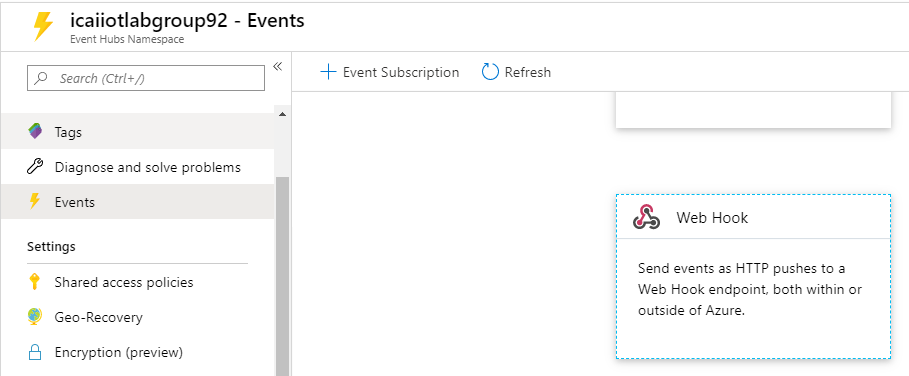 icaiiotlabgroup92 - Events
Event Hubs Namespace
Search (Ctrl+/)
Tags
Diagnose and solve problems
Events
Settings
Shared access policies
Geo-Recovery
Encryption (preview)
Event Subscription
Refresh
Web Hook
Send events as HTTP pushes to a
Web Hook endpoint, both within or
outside of Azure.